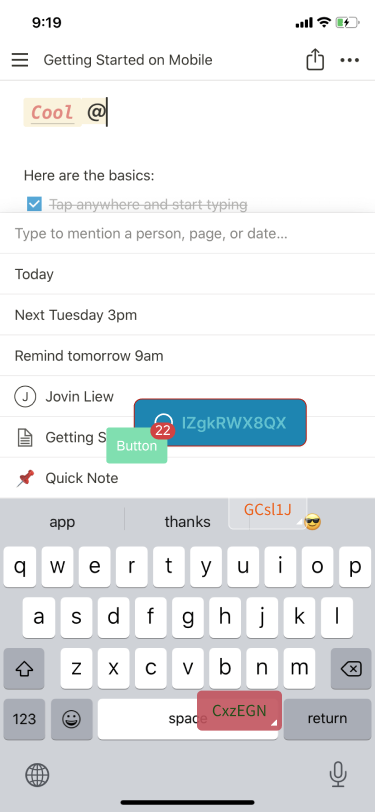 9:19
Getting Started on Mobile
Cool @
Here are the basics:
Tap anywhere and start typing
Type to mention a person, page, or date...
Today
Next Tuesday 3pm
Remind tomorrow 9am
J Jovin Liew
IZgkRWX8QX
22
Getting S
Button
Quick Note
GCsl1J
app thanks
q w e r t y u i o p
a s d f g h j k l
z x c v b n m
CxzEGN
123 space return